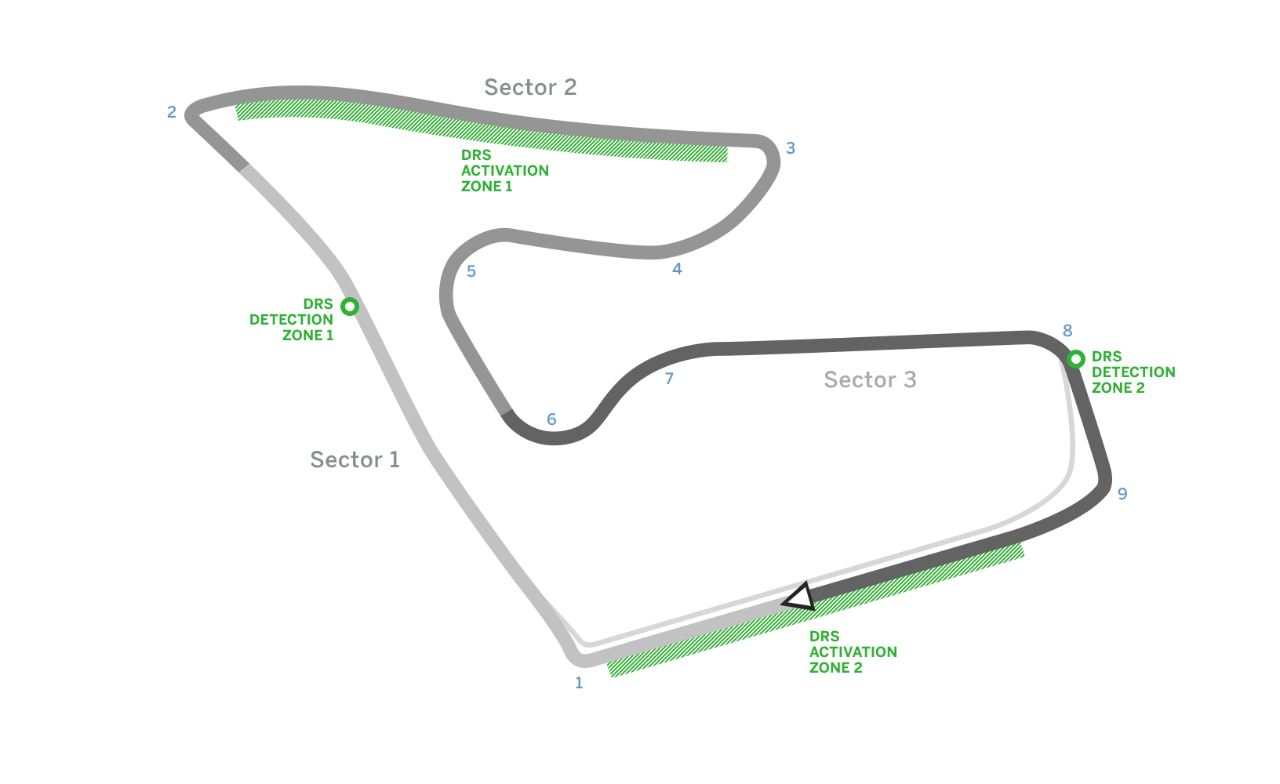 Sector 2
2
3
DRS
ACTIVATION
ZONE 1
5
4
DRS
DETECTION
ZONE 1
8
DRS
DETECTION
ZONE 2
7
Sector 3
6
Sector 1
9
DRS
ACTIVATION
ZONE 2
1